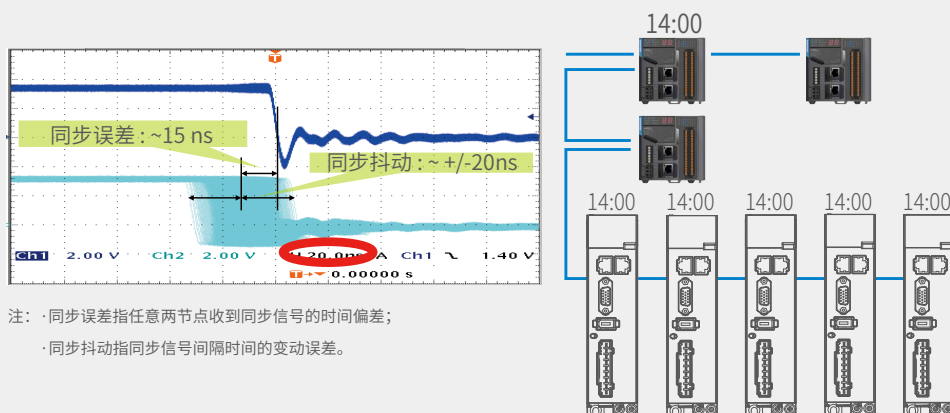 14:00
T
同步误差 : ~15 ns
同步抖动 : ~ +/-20ns
Ch1 2.00 V Ch2 2.00 V M 20.0ns A Ch1 1.40 V
T 0.00000 s
14:00 14:00 14:00 14:00 14:00
注：·同步误差指任意两节点收到同步信号的时间偏差；
·同步抖动指同步信号间隔时间的变动误差。